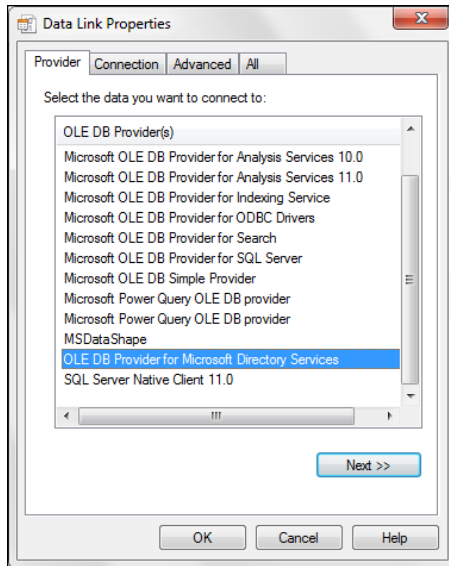 Data Link Properties
Provider Connection Advanced All
Select the data you want to connect to:
OLE DB Provider(s)
Microsoft OLE DB Provider for Analysis Services 10.0
Microsoft OLE DB Provider for Analysis Services 11.0
Microsoft OLE DB Provider for Indexing Service
Microsoft OLE DB Provider for ODBC Drivers
Microsoft OLE DB Provider for Search
Microsoft OLE DB Provider for SQL Server
Microsoft OLE DB Simple Provider
Microsoft Power Query OLE DB provider
Microsoft Power Query OLE DB provider
MSDataShape
OLE DB Provider for Microsoft Directory Services
SQL Server Native Client 11.0
Next >>
OK Cancel Help